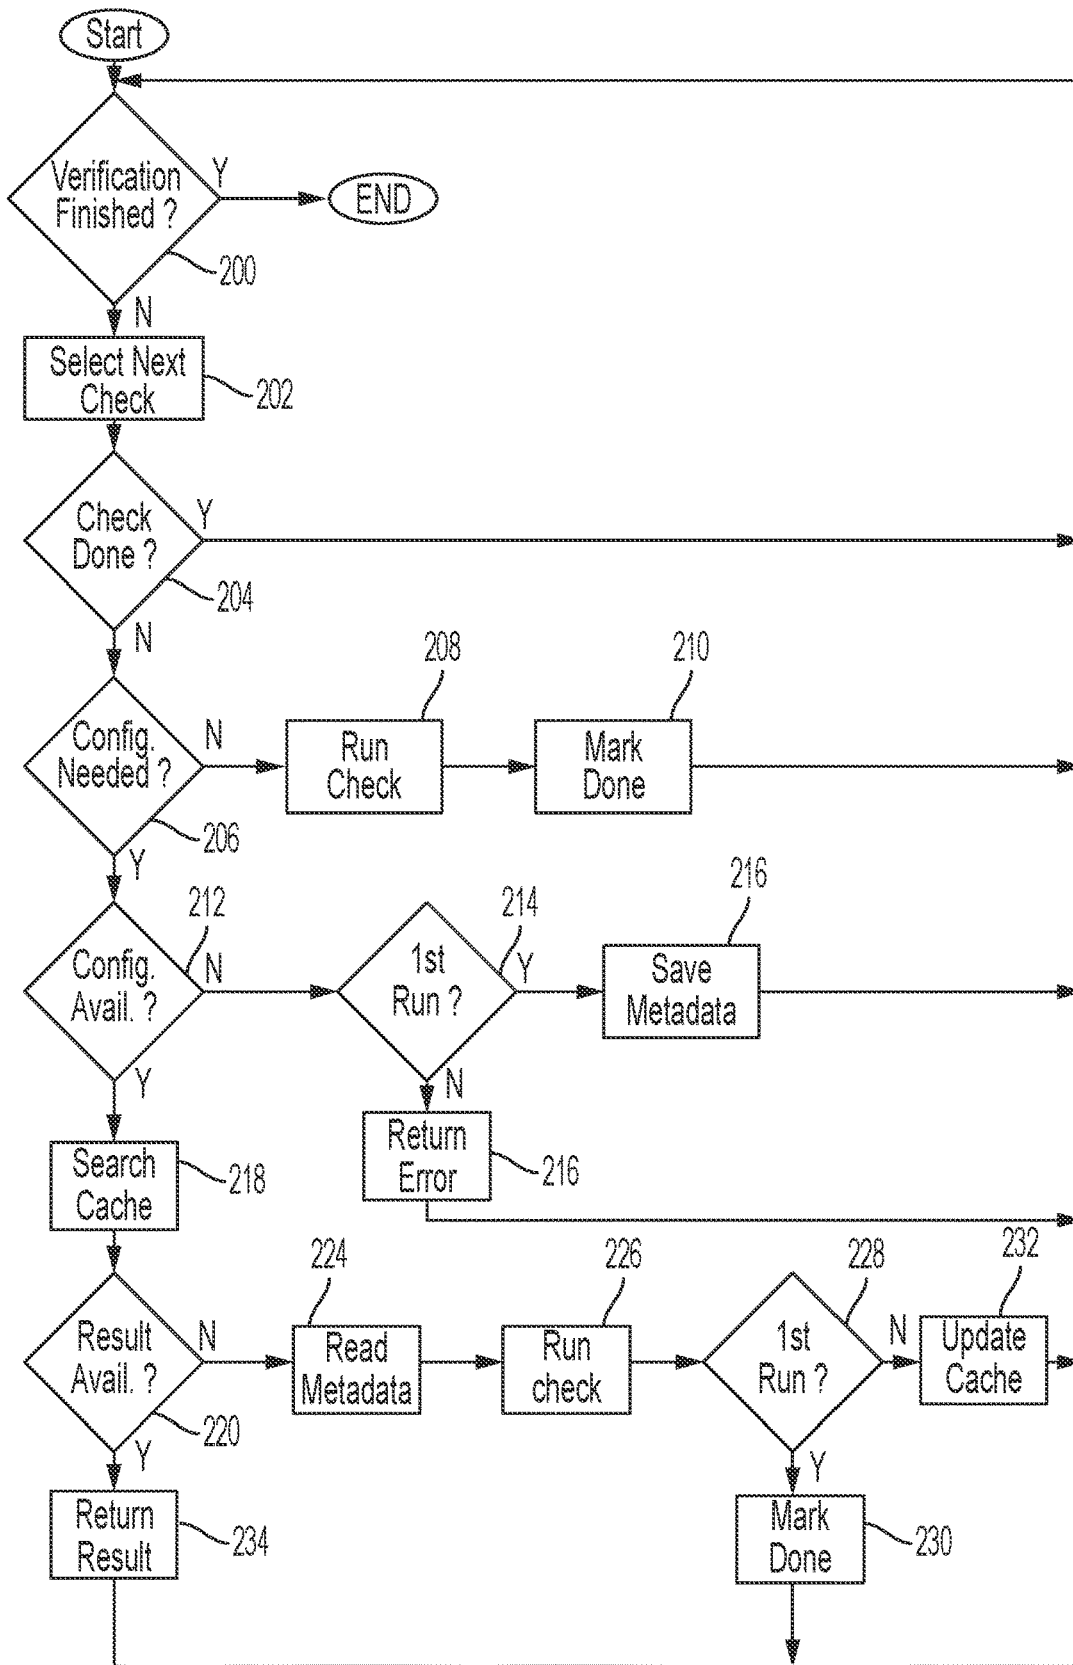 Start
Verification
Finished ?
Y
END
200
N
Select Next
Check
202
Check
Done ?
Y
204
N
208
210
Config.
Needed ?
N
Run
Check
Mark
Done
206
Y
212
214
216
Config.
Avail. ?
N
1st
Run ?
Y
Save
Metadata
Y
N
Search
Cache
218
Return
Error
216
224
226
228
232
Result
Avail. ?
N
Read
Metadata
Run
check
1st
Run ?
N
Update
Cache
220
Y
Y
Return
Result
234
Mark
Done
230